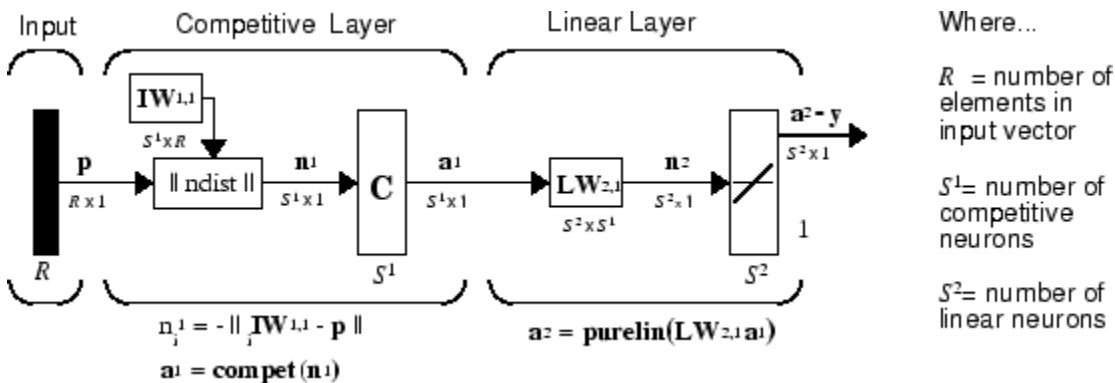 Input
Competitive Layer
Linear Layer
Where...
IW1,1
S¹xR
p
Rx1
|| ndist ||
n1
S¹x1
C
a1
S¹x1
LW2,1
S²xS¹
n2
S²x1
a2 - y
S²x1
1
R
S¹
S²
nᵢ¹ = - || ᵢIW1,1 - p ||
a1 = compet (n1)
a2 = purelin(LW2,1 a1)
R = number of
elements in
input vector
S¹= number of
competitive
neurons
S²= number of
linear neurons